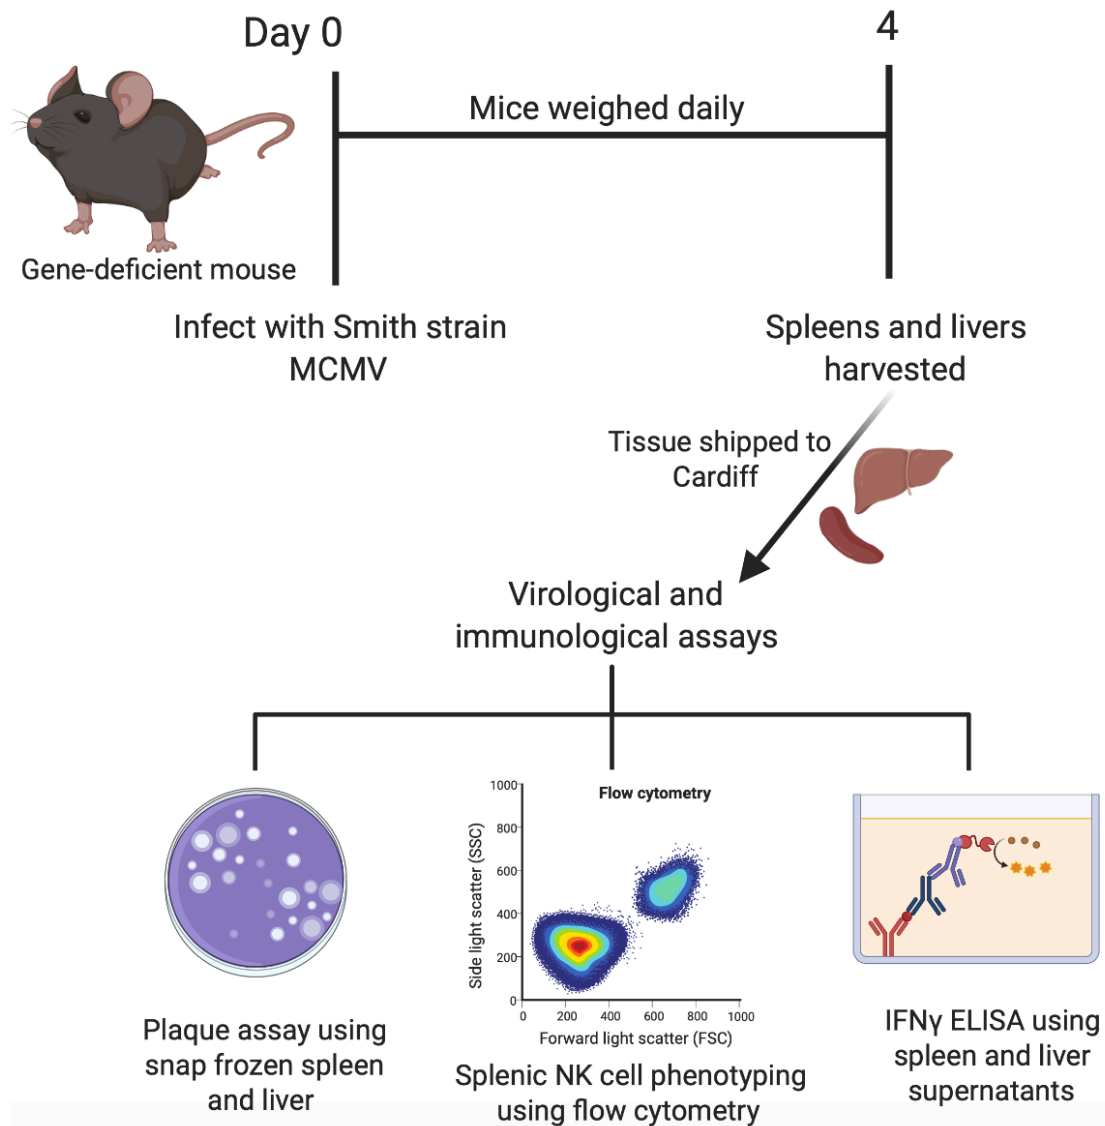 Day 0
4
Mice weighed daily
Gene-deficient mouse
Infect with Smith strain
MCMV
Spleens and livers
harvested
Tissue shipped to
Cardiff
Virological and
immunological assays
Flow cytometry
Side light scatter (SSC)
1000
800
600
400
200
0
0 200 400 600 800 1000
Forward light scatter (FSC)
Plaque assay using
snap frozen spleen
and liver
Splenic NK cell phenotyping
using flow cytometry
IFNγ ELISA using
spleen and liver
supernatants